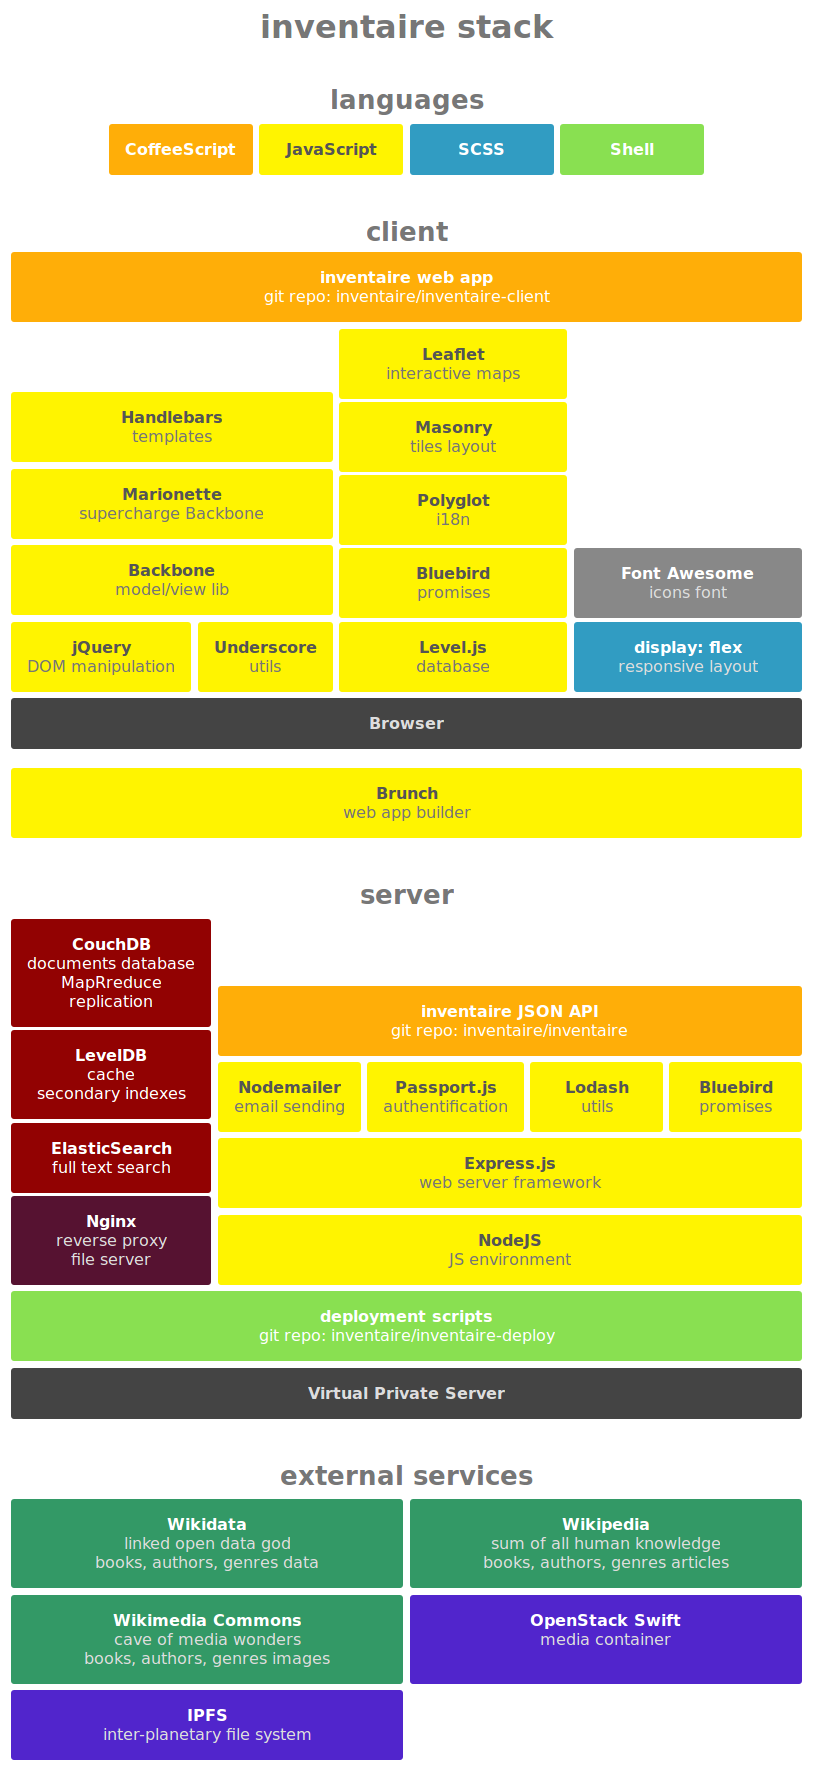 inventaire stack
languages
CoffeeScript
JavaScript
SCSS
Shell
client
inventaire web app
git repo: inventaire/inventaire-client
Handlebars
templates
Marionette
supercharge Backbone
Backbone
model/view lib
jQuery
DOM manipulation
Underscore
utils
Leaflet
interactive maps
Masonry
tiles layout
Polyglot
i18n
Bluebird
promises
Level.js
database
Font Awesome
icons font
display: flex
responsive layout
Browser
Brunch
web app builder
server
CouchDB
documents database
MapRreduce
replication
LevelDB
cache
secondary indexes
ElasticSearch
full text search
Nginx
reverse proxy
file server
inventaire JSON API
git repo: inventaire/inventaire
Nodemailer
email sending
Passport.js
authentification
Lodash
utils
Bluebird
promises
Express.js
web server framework
NodeJS
JS environment
deployment scripts
git repo: inventaire/inventaire-deploy
Virtual Private Server
external services
Wikidata
linked open data god
books, authors, genres data
Wikipedia
sum of all human knowledge
books, authors, genres articles
Wikimedia Commons
cave of media wonders
books, authors, genres images
OpenStack Swift
media container
IPFS
inter-planetary file system